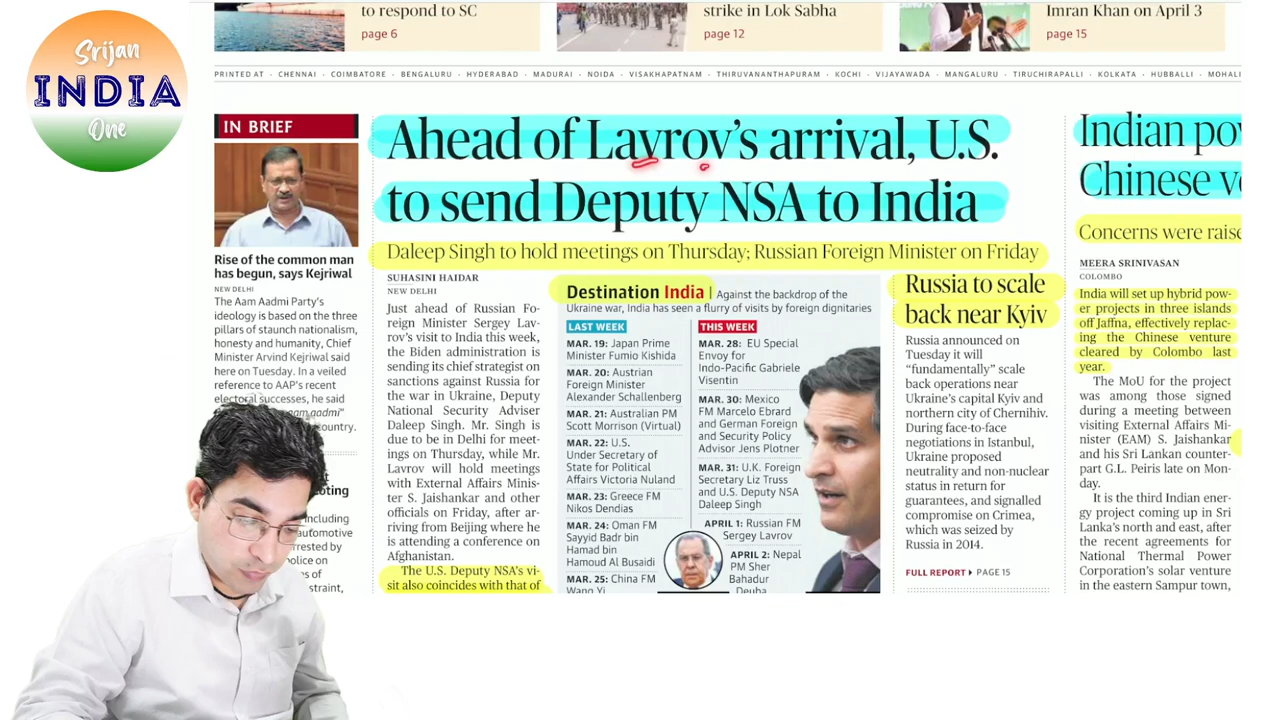 Srijan
INDIA
One
to respond to SC
page 6
strike in Lok Sabha
page 12
Imran Khan on April 3
page 15
PRINTED AT · CHENNAI · COIMBATORE · BENGALURU · HYDERABAD · MADURAI · NOIDA · VISAKHAPATNAM · THIRUVANANTHAPURAM · KOCHI · VIJAYAWADA · MANGALURU · TIRUCHIRAPALLI · KOLKATA · HUBBALLI · MOHALI
IN BRIEF
Rise of the common man
has begun, says Kejriwal
NEW DELHI
The Aam Aadmi Party's
ideology is based on the three
pillars of staunch nationalism,
honesty and humanity, Chief
Minister Arvind Kejriwal said
here on Tuesday. In a veiled
reference to AAP's recent
electoral successes, he said
aam aadmi"
country.
including
automotive
police on
Ahead of Lavrov's arrival, U.S.
to send Deputy NSA to India
Daleep Singh to hold meetings on Thursday; Russian Foreign Minister on Friday
SUHASINI HAIDAR
NEW DELHI
Just ahead of Russian Fo-
reign Minister Sergey Lav-
rov's visit to India this week,
the Biden administration is
sending its chief strategist on
sanctions against Russia for
the war in Ukraine, Deputy
National Security Adviser
Daleep Singh. Mr. Singh is
due to be in Delhi for meet-
ings on Thursday, while Mr.
Lavrov will hold meetings
with External Affairs Minis-
ter S. Jaishankar and other
officials on Friday, after ar-
riving from Beijing where he
is attending a conference on
Afghanistan.
The U.S. Deputy NSA's vi-
sit also coincides with that of
Destination India | Against the backdrop of the
Ukraine war, India has seen a flurry of visits by foreign dignitaries
LAST WEEK
MAR. 19: Japan Prime
Minister Fumio Kishida
MAR. 20: Austrian
Foreign Minister
Alexander Schallenberg
MAR. 21: Australian PM
Scott Morrison (Virtual)
MAR. 22: U.S.
Under Secretary of
State for Political
Affairs Victoria Nuland
MAR. 23: Greece FM
Nikos Dendias
MAR. 24: Oman FM
Sayyid Badr bin
Hamad bin
Hamoud Al Busaidi
MAR. 25: China FM
Wang Yi
THIS WEEK
MAR. 28: EU Special
Envoy for
Indo-Pacific Gabriele
Visentin
MAR. 30: Mexico
FM Marcelo Ebrard
and German Foreign
and Security Policy
Advisor Jens Plotner
MAR. 31: U.K. Foreign
Secretary Liz Truss
and U.S. Deputy NSA
Daleep Singh
APRIL 1: Russian FM
Sergey Lavrov
APRIL 2: Nepal
PM Sher
Bahadur
Deuba
Russia to scale
back near Kyiv
Russia announced on
Tuesday it will
"fundamentally" scale
back operations near
Ukraine's capital Kyiv and
northern city of Chernihiv.
During face-to-face
negotiations in Istanbul,
Ukraine proposed
neutrality and non-nuclear
status in return for
guarantees, and signalled
compromise on Crimea,
which was seized by
Russia in 2014.
FULL REPORT PAGE 15
Indian
Chinese
Concerns were
MEERA SRINIVASAN
COLOMBO
India will set up hybrid pow-
er projects in three islands
off Jaffna, effectively replac-
ing the Chinese venture
cleared by Colombo last
year.
The MoU for the project
was among those signed
during a meeting between
visiting External Affairs Mi-
nister (EAM) S. Jaishankar
and his Sri Lankan counter-
part G.L. Peiris late on Mon-
day.
It is the third Indian ener-
gy project coming up in Sri
Lanka's north and east, after
the recent agreements for
National Thermal Power
Corporation's solar venture
in the eastern Sampur town,